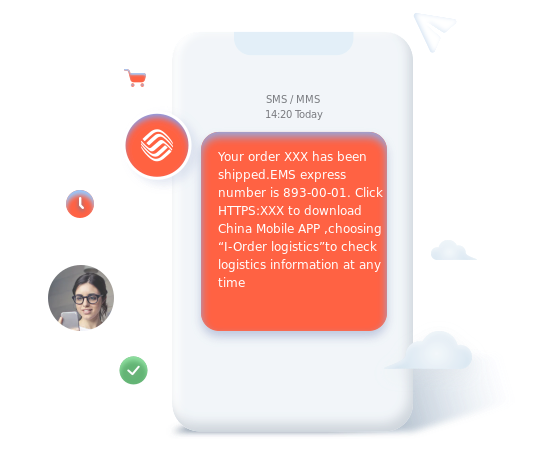 SMS / MMS
14:20 Today
Your order XXX has been
shipped.EMS express
number is 893-00-01. Click
HTTPS:XXX to download
China Mobile APP ,choosing
“I-Order logistics”to check
logistics information at any
time